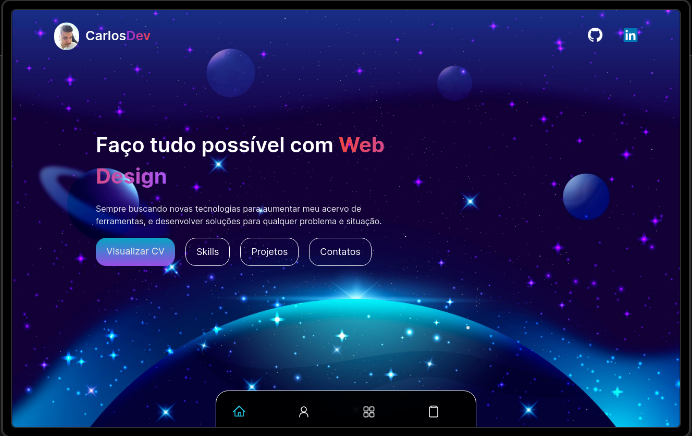 CarlosDev
Faço tudo possível com Web
Design
Sempre buscando novas tecnologias para aumentar meu acervo de
ferramentas, e desenvolver soluções para qualquer problema e situação.
Visualizar CV Skills Projetos Contatos